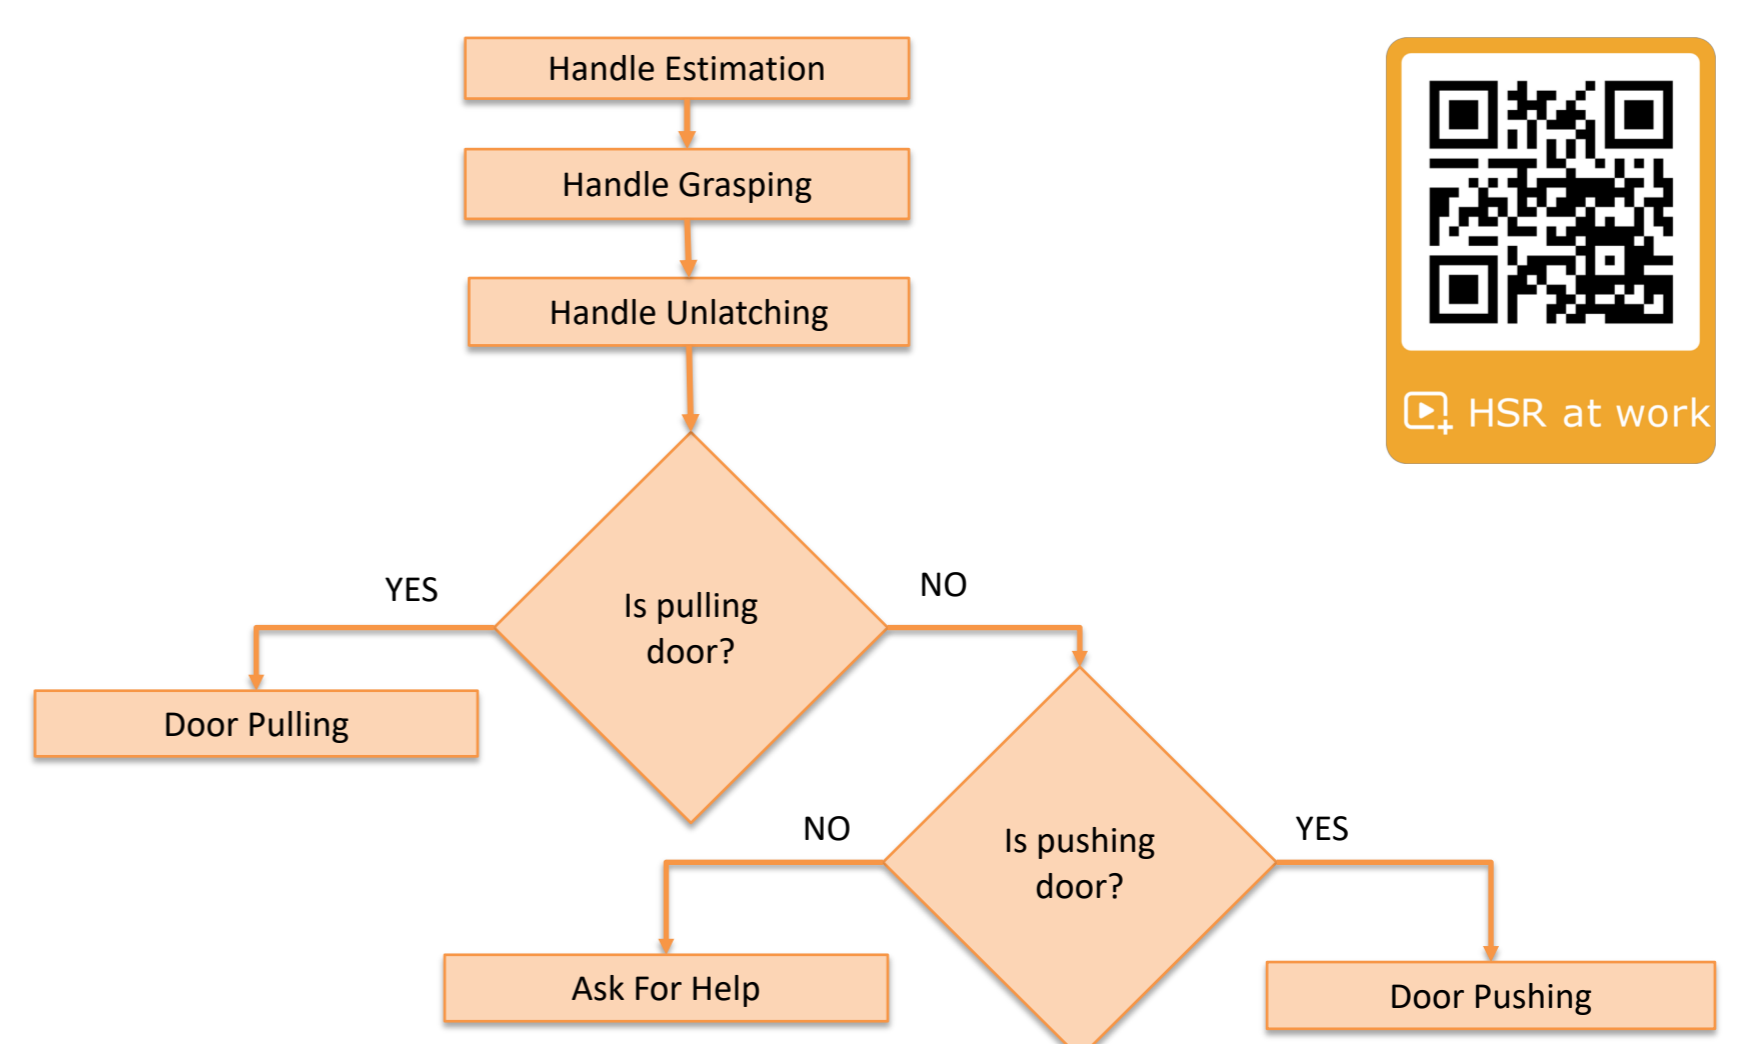 Handle Estimation
Handle Grasping
Handle Unlatching
HSR at work
Is pulling
door?
YES
NO
Door Pulling
Is pushing
door?
NO
YES
Ask For Help
Door Pushing